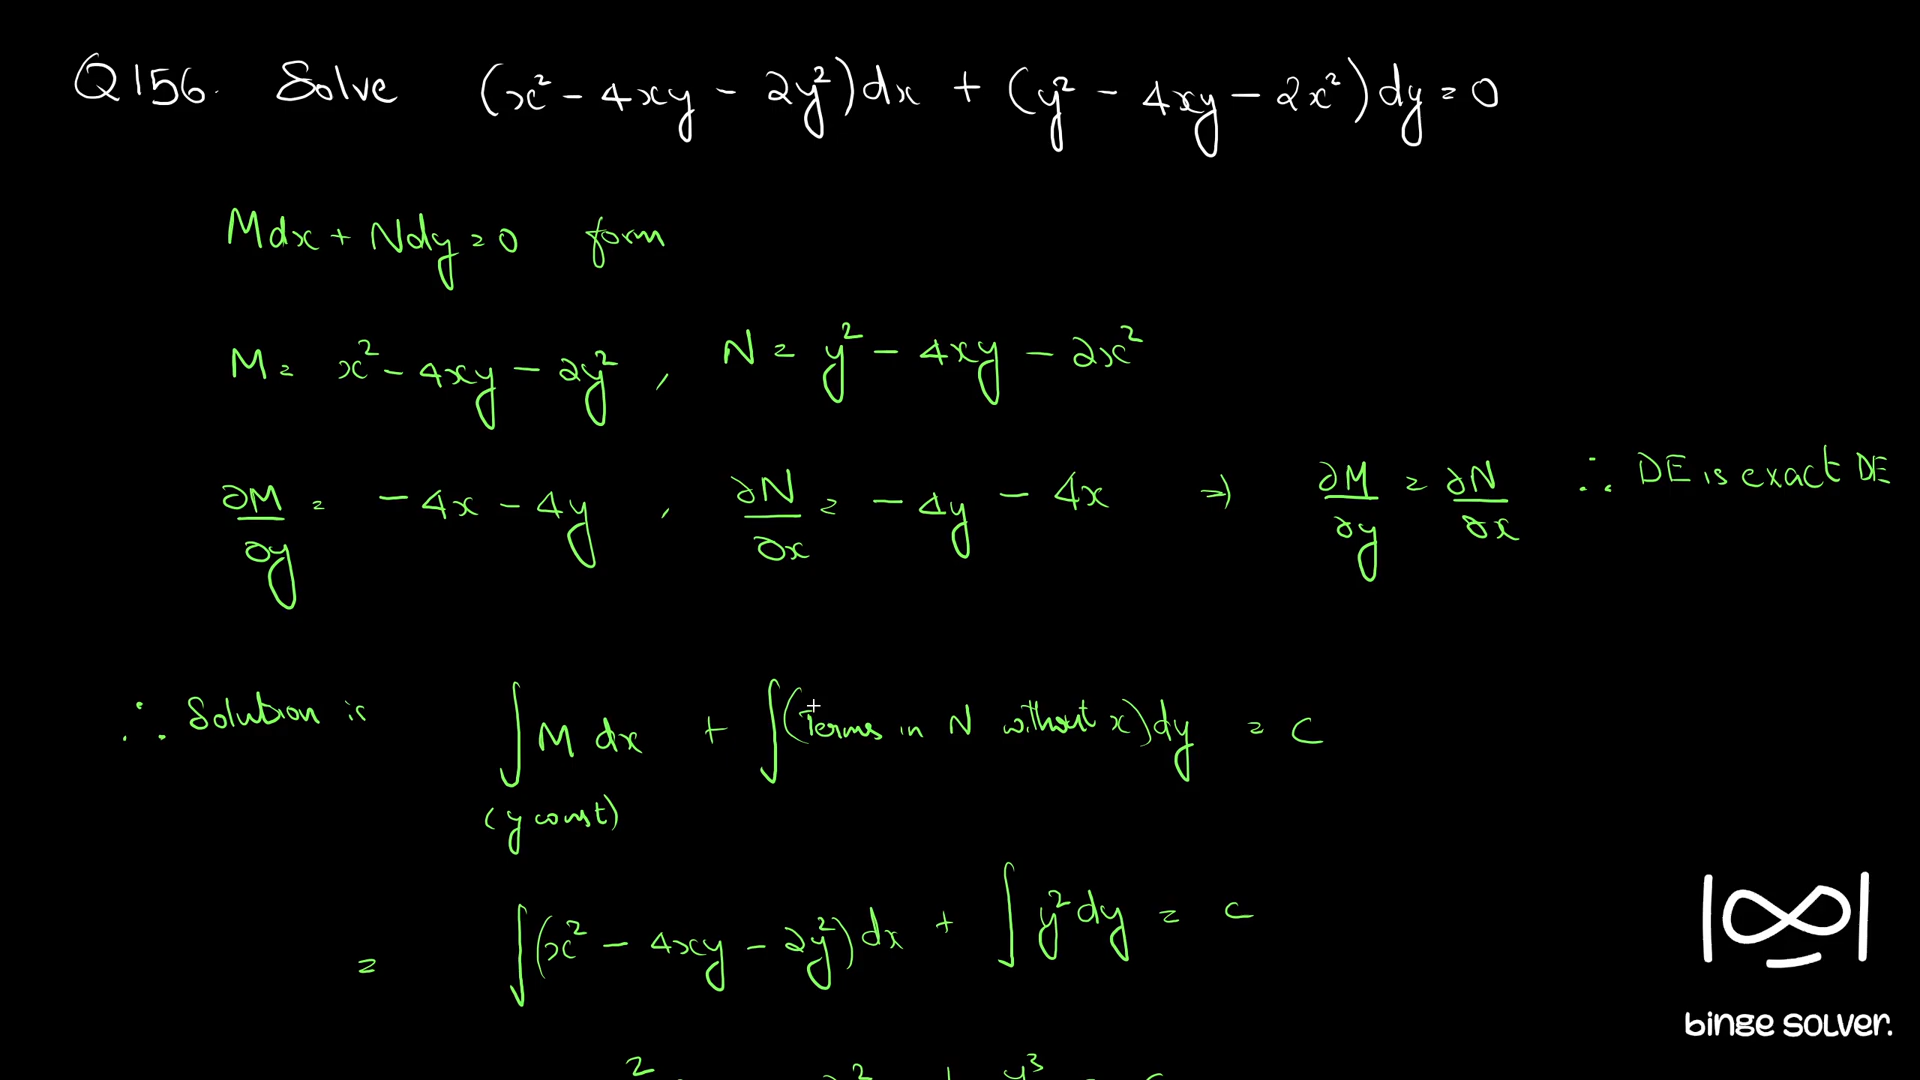 Q156. Solve (x² - 4xy - 2y²)dx + (y² - 4xy - 2x²)dy = 0
Mdx + Ndy = 0 form
M = x² - 4xy - 2y² , N = y² - 4xy - 2x²
∂M/∂y = -4x - 4y , ∂N/∂x = -4y - 4x ⇒ ∂M/∂y = ∂N/∂x ∴ DE is exact DE
∴ Solution is ∫M dx + ∫(Terms in N without x)dy = c
(y const)
= ∫(x² - 4xy - 2y²)dx + ∫y²dy = c
binge solver.